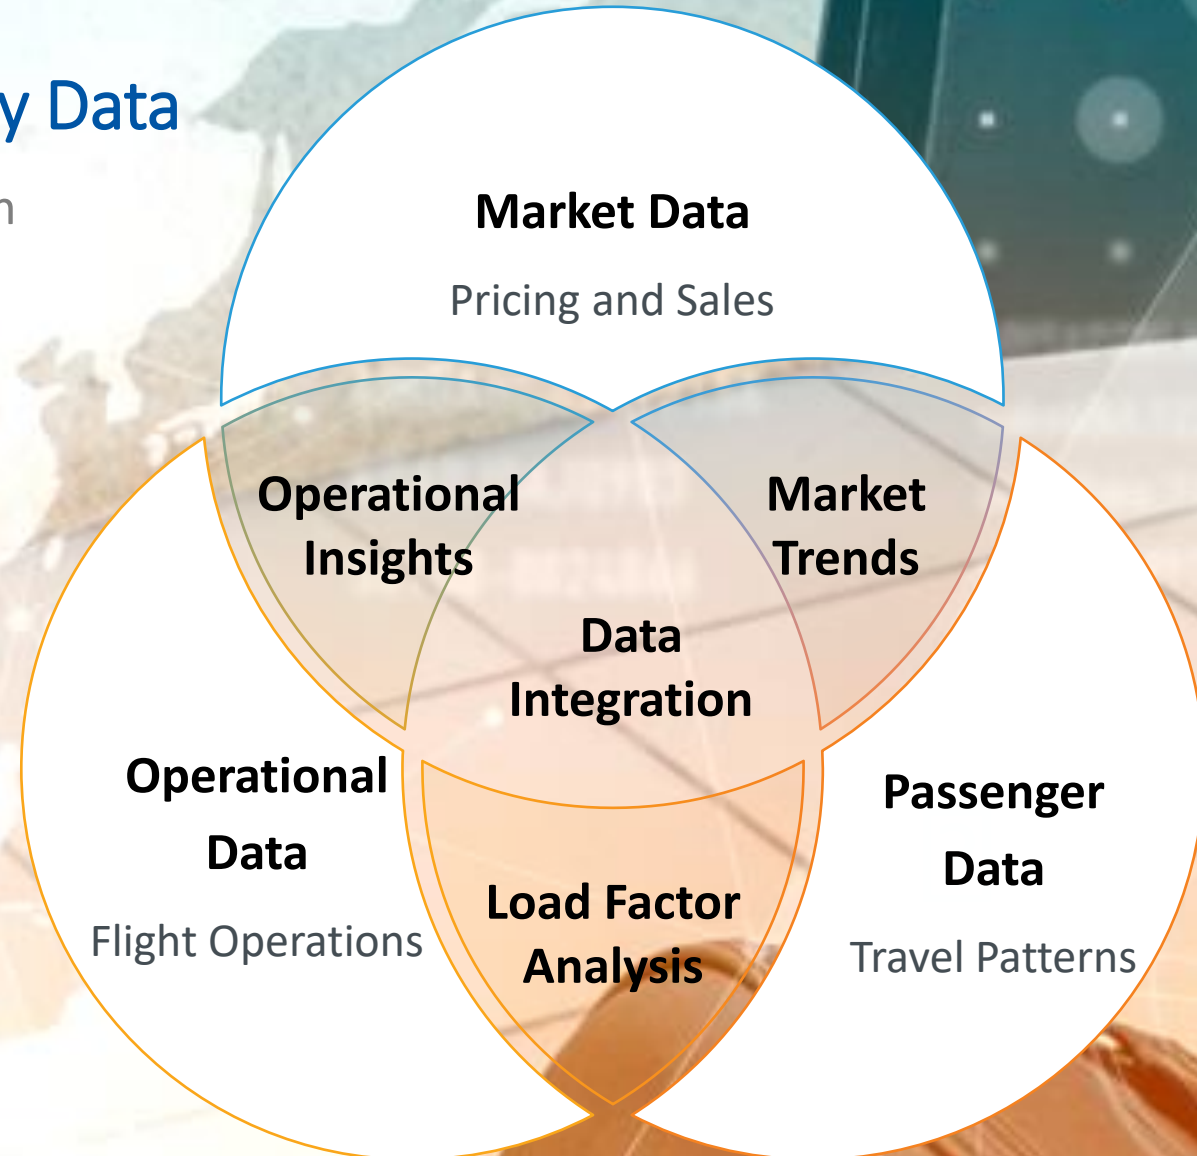 y Data
n
Market Data
Pricing and Sales
Operational
Insights
Market
Trends
Data
Integration
Operational
Data
Flight Operations
Passenger
Data
Travel Patterns
Load Factor
Analysis